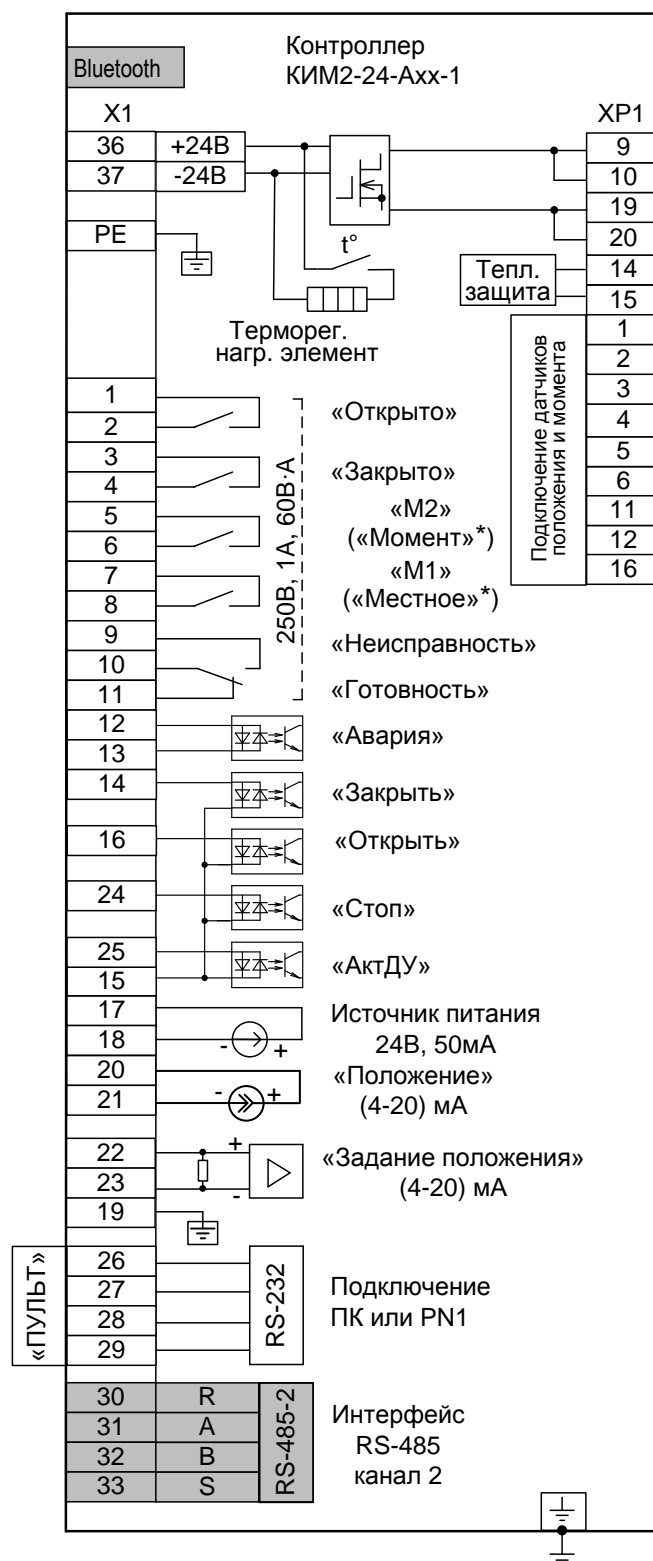 Контроллер
КИМ2-24-Ахх-1
Bluetooth
X1
XP1
36 +24В
37 -24В
PE
9
10
19
20
14
15
1
2
3
4
5
6
11
12
16
t°
Тепл.
защита
Терморег.
нагр. элемент
Подключение датчиков
положения и момента
1
2
«Открыто»
3
4
«Закрыто»
5
6
«М2»
(«Момент»*)
7
8
«М1»
(«Местное»*)
9
10
11
«Неисправность»
«Готовность»
250В, 1А, 60В·А
12
13
«Авария»
14
«Закрыть»
16
«Открыть»
24
«Стоп»
25
15
«АктДУ»
17
18
- +
Источник питания
24В, 50мА
20
21
- +
«Положение»
(4-20) мА
22
23
+
-
«Задание положения»
(4-20) мА
19
«ПУЛЬТ»
26
27
28
29
RS-232
Подключение
ПК или PN1
30 R
31 A
32 B
33 S
RS-485-2
Интерфейс
RS-485
канал 2